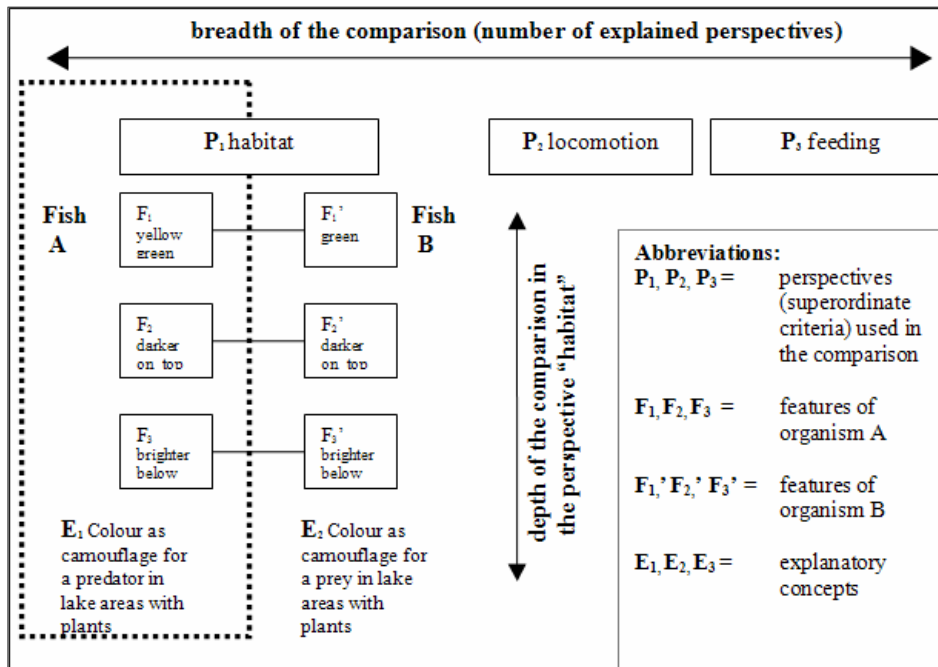 breadth of the comparison (number of explained perspectives)
P₁ habitat
P₂ locomotion
P₃ feeding
Fish
A
F₁
yellow
green
F₁’
green
Fish
B
F₂
darker
on top
F₂’
darker
on top
F₃
brighter
below
F₃’
brighter
below
E₁ Colour as
camouflage for
a predator in
lake areas with
plants
E₂ Colour as
camouflage for
a prey in lake
areas with
plants
depth of the comparison in
the perspective “habitat”
Abbreviations:
P₁, P₂, P₃ = perspectives
(superordinate
criteria) used in
the comparison
F₁, F₂, F₃ = features of
organism A
F₁,’ F₂,’ F₃’ = features of
organism B
E₁, E₂, E₃ = explanatory
concepts